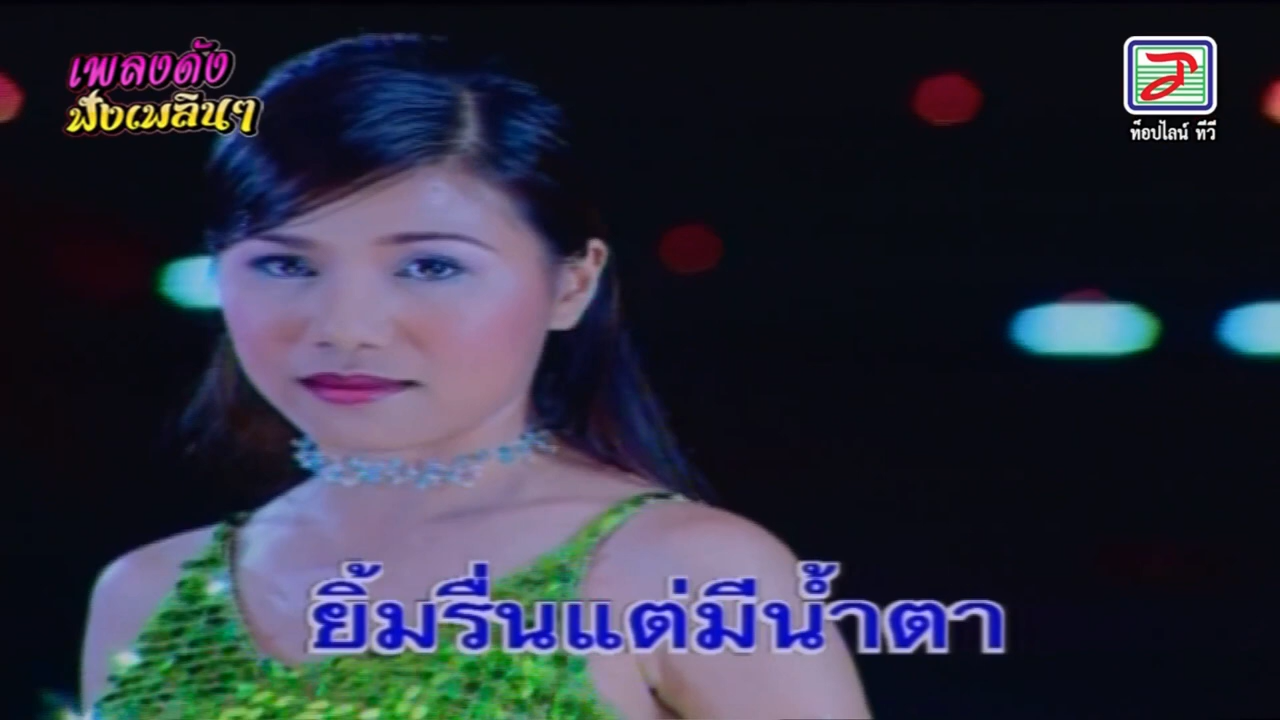 เพลงดัง
ฟังเพลินๆ
ท็อปไลน์ ทีวี
ยิ้มรื่นแต่มีน้ำตา